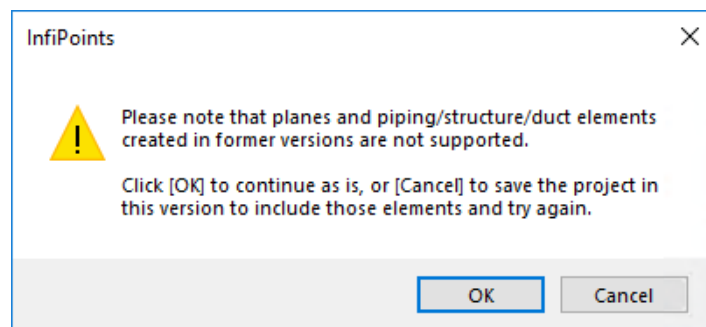 InfiPoints
Please note that planes and piping/structure/duct elements
created in former versions are not supported.
Click [OK] to continue as is, or [Cancel] to save the project in
this version to include those elements and try again.
OK
Cancel